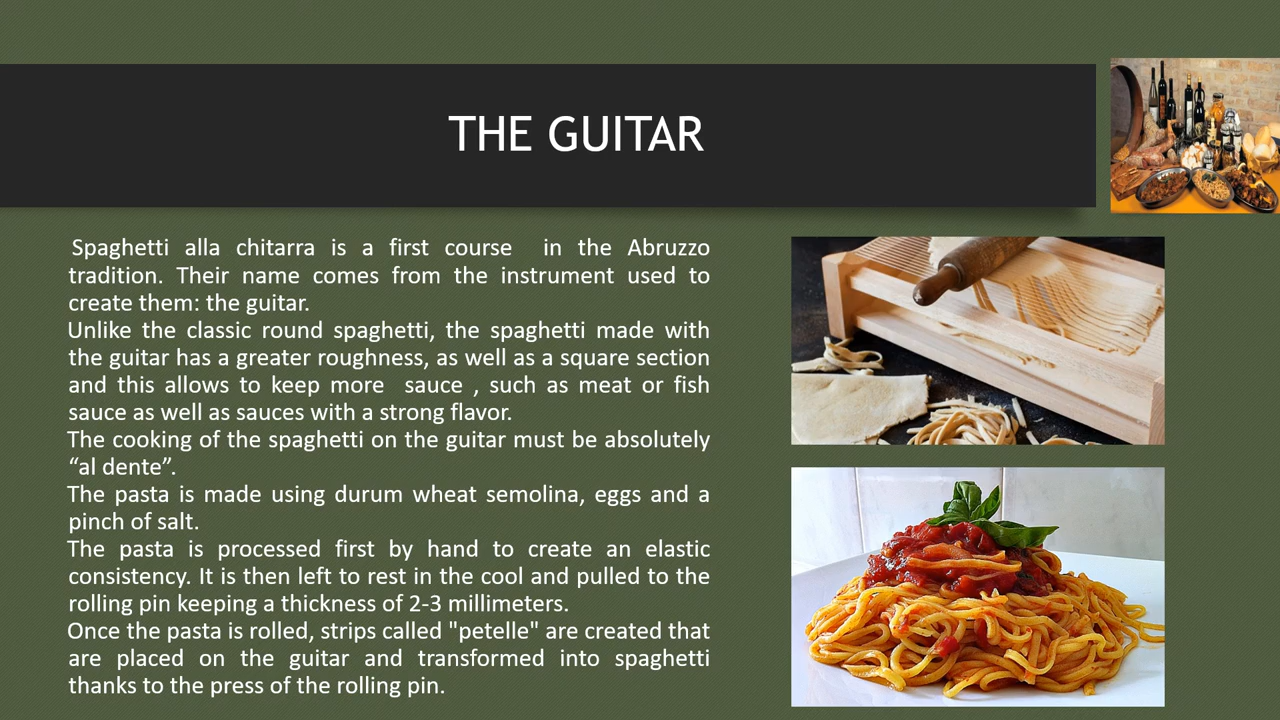 THE GUITAR
Spaghetti alla chitarra is a first course in the Abruzzo
tradition. Their name comes from the instrument used to
create them: the guitar.
Unlike the classic round spaghetti, the spaghetti made with
the guitar has a greater roughness, as well as a square section
and this allows to keep more sauce , such as meat or fish
sauce as well as sauces with a strong flavor.
The cooking of the spaghetti on the guitar must be absolutely
“al dente”.
The pasta is made using durum wheat semolina, eggs and a
pinch of salt.
The pasta is processed first by hand to create an elastic
consistency. It is then left to rest in the cool and pulled to the
rolling pin keeping a thickness of 2-3 millimeters.
Once the pasta is rolled, strips called "petelle" are created that
are placed on the guitar and transformed into spaghetti
thanks to the press of the rolling pin.